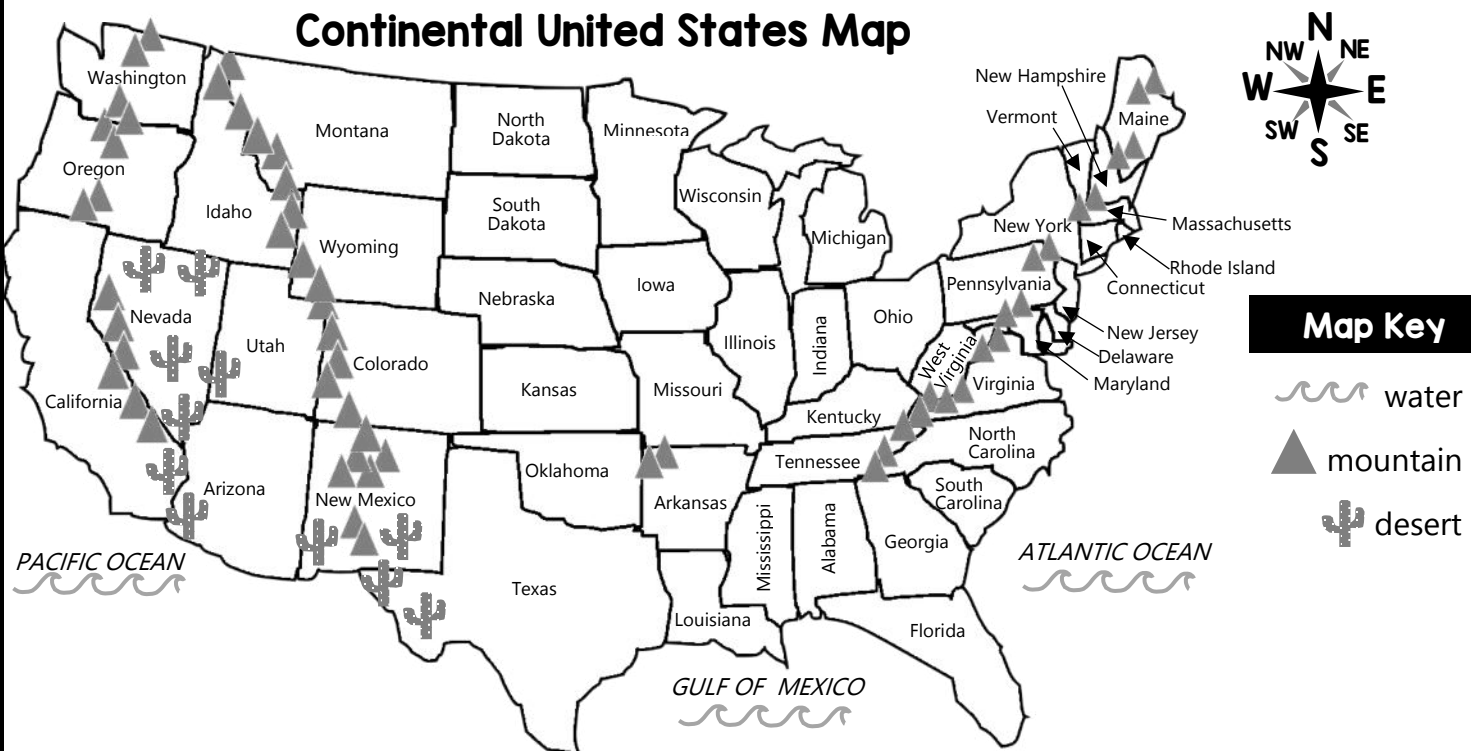 Continental United States Map
N
NW
NE
W
E
SW
SE
S
Washington
Montana
North
Dakota
Minnesota
New Hampshire
Vermont
Maine
Oregon
Idaho
Wyoming
South
Dakota
Wisconsin
Michigan
New York
Massachusetts
Rhode Island
Connecticut
Nebraska
Iowa
Pennsylvania
Nevada
Utah
Colorado
Illinois
Indiana
Ohio
West
Virginia
New Jersey
Delaware
Maryland
California
Kansas
Missouri
Kentucky
Virginia
Arizona
New Mexico
Oklahoma
Arkansas
Tennessee
North
Carolina
South
Carolina
Texas
Louisiana
Mississippi
Alabama
Georgia
Florida
PACIFIC OCEAN
GULF OF MEXICO
ATLANTIC OCEAN
Map Key
water
mountain
desert